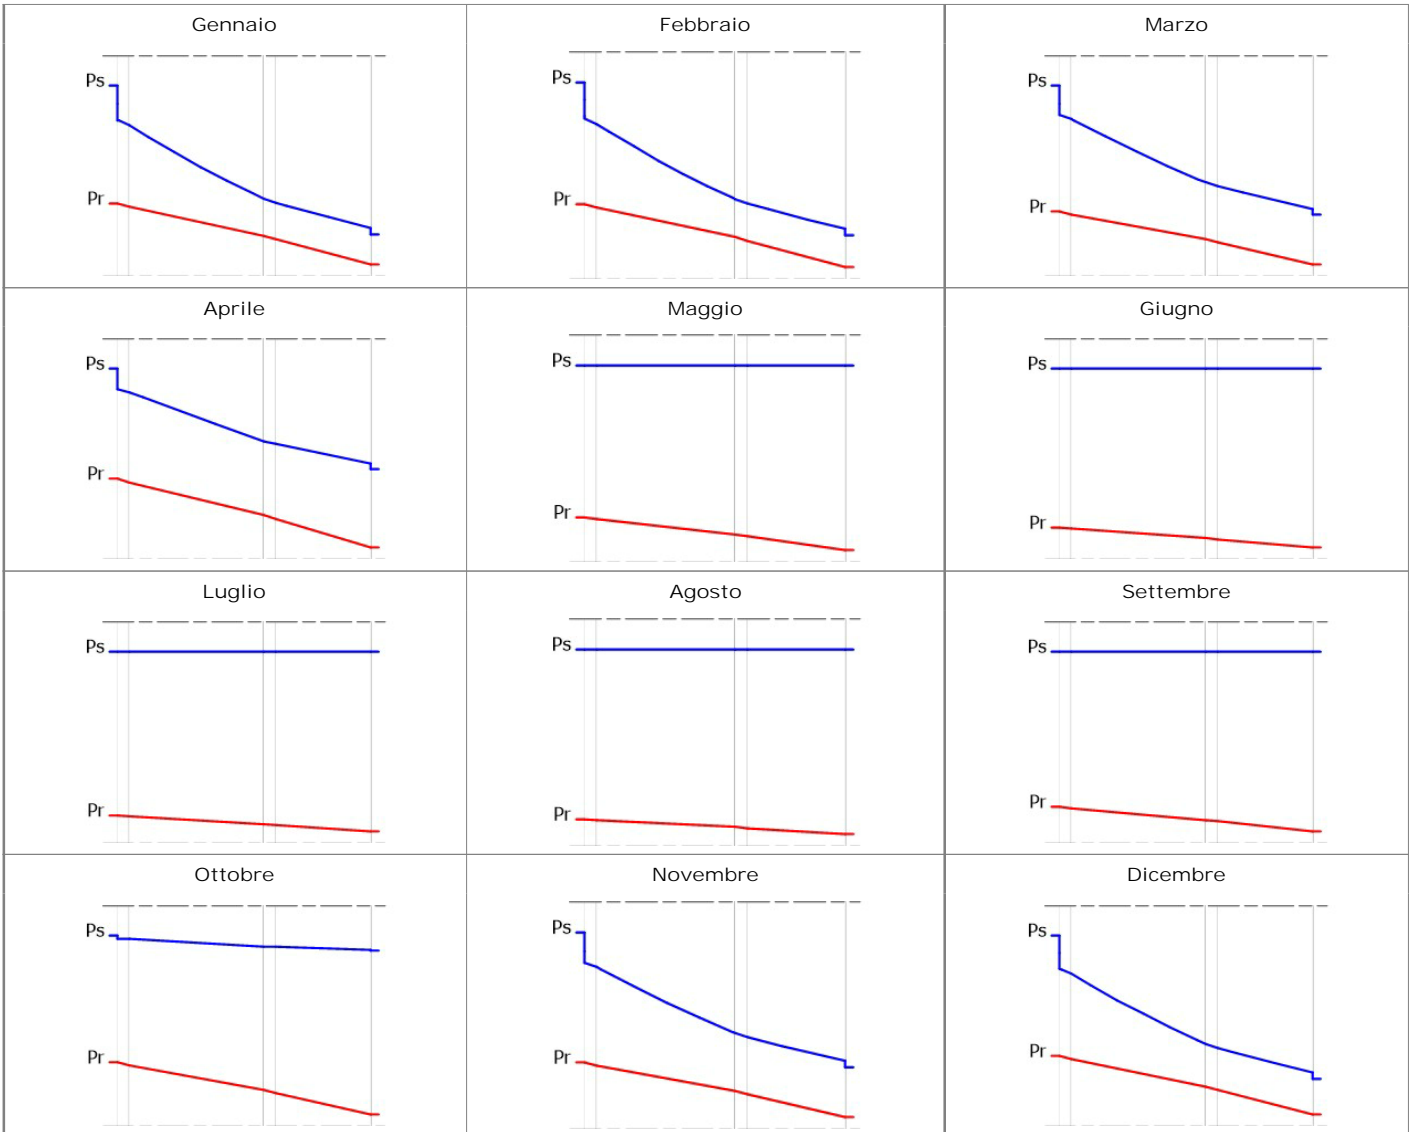 Gennaio
Febbraio
Marzo
Ps
Ps
Ps
Pr
Pr
Pr
Aprile
Maggio
Giugno
Ps
Ps
Ps
Pr
Pr
Pr
Luglio
Agosto
Settembre
Ps
Ps
Ps
Pr
Pr
Pr
Ottobre
Novembre
Dicembre
Ps
Ps
Ps
Pr
Pr
Pr